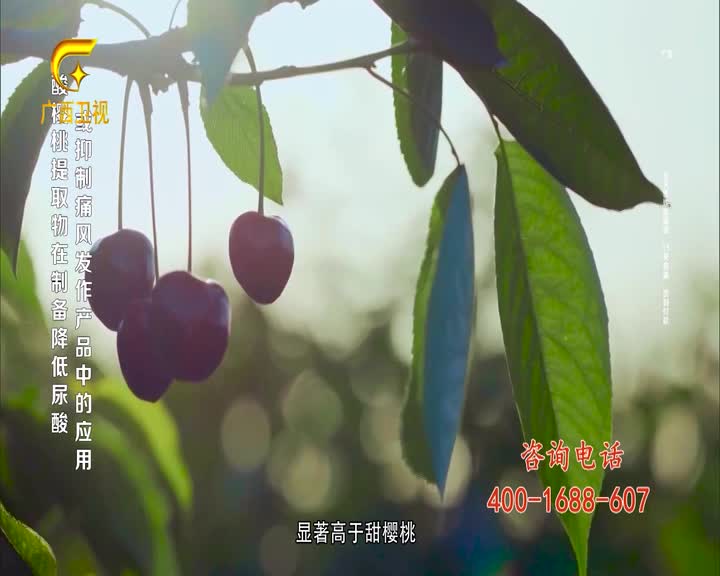 广西卫视
酸樱桃提取物在制备降低尿酸
或抑制痛风发作产品中的应用
咨询电话
400-1688-607
显著高于甜樱桃